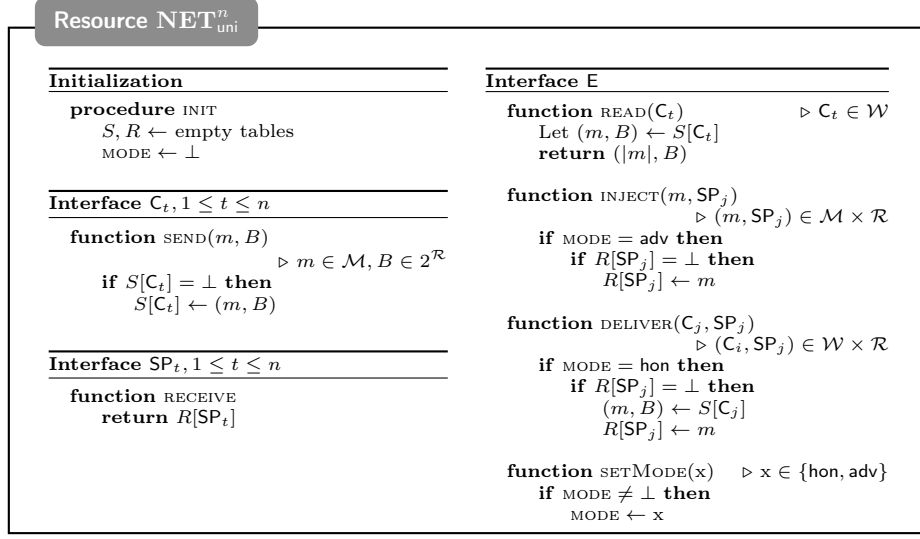 Resource NET^n_uni
Initialization
procedure INIT
S, R ← empty tables
MODE ← ⊥
Interface C_t, 1 ≤ t ≤ n
function SEND(m, B)
▷ m ∈ M, B ∈ 2^R
if S[C_t] = ⊥ then
S[C_t] ← (m, B)
Interface SP_t, 1 ≤ t ≤ n
function RECEIVE
return R[SP_t]
Interface E
function READ(C_t) ▷ C_t ∈ W
Let (m, B) ← S[C_t]
return (|m|, B)
function INJECT(m, SP_j)
▷ (m, SP_j) ∈ M × R
if MODE = adv then
if R[SP_j] = ⊥ then
R[SP_j] ← m
function DELIVER(C_j, SP_j)
▷ (C_i, SP_j) ∈ W × R
if MODE = hon then
if R[SP_j] = ⊥ then
(m, B) ← S[C_j]
R[SP_j] ← m
function SETMODE(x) ▷ x ∈ {hon, adv}
if MODE ≠ ⊥ then
MODE ← x